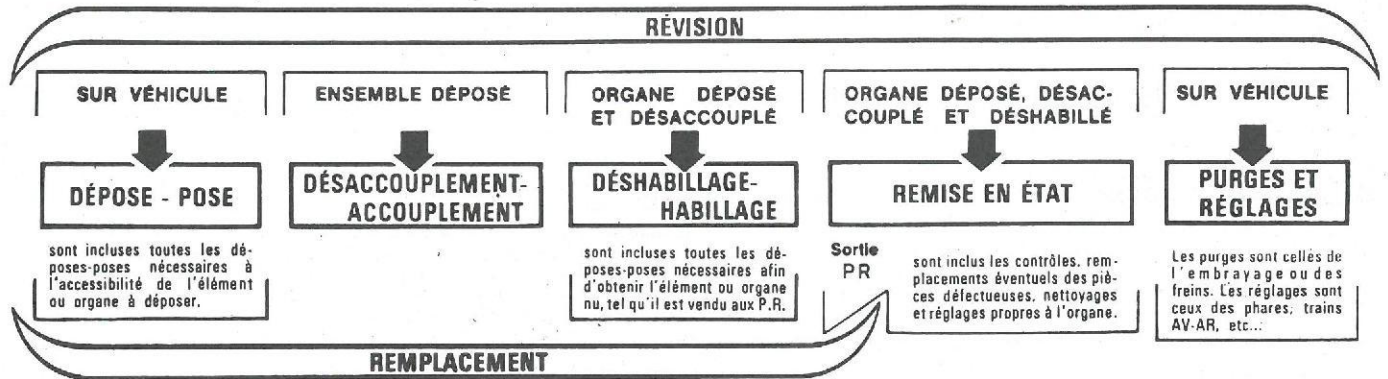 RÉVISION
SUR VÉHICULE
DÉPOSE - POSE
sont incluses toutes les dé-
poses-poses nécessaires à
l'accessibilité de l'élément
ou organe à déposer.
ENSEMBLE DÉPOSÉ
DÉSACCOUPLEMENT-
ACCOUPLEMENT
ORGANE DÉPOSÉ
ET DÉSACCOUPLÉ
DÉSHABILLAGE-
HABILLAGE
sont incluses toutes les dé-
poses-poses nécessaires afin
d'obtenir l'élément ou organe
nu, tel qu'il est vendu aux P.R.
ORGANE DÉPOSÉ, DÉSAC-
COUPLÉ ET DÉSHABILLÉ
REMISE EN ÉTAT
Sortie
PR
sont inclus les contrôles, rem-
placements éventuels des piè-
ces défectueuses, nettoyages
et réglages propres à l'organe.
SUR VÉHICULE
PURGES ET
RÉGLAGES
Les purges sont celles de
l'embrayage ou des
freins. Les réglages sont
ceux des phares, trains
AV-AR, etc...
REMPLACEMENT